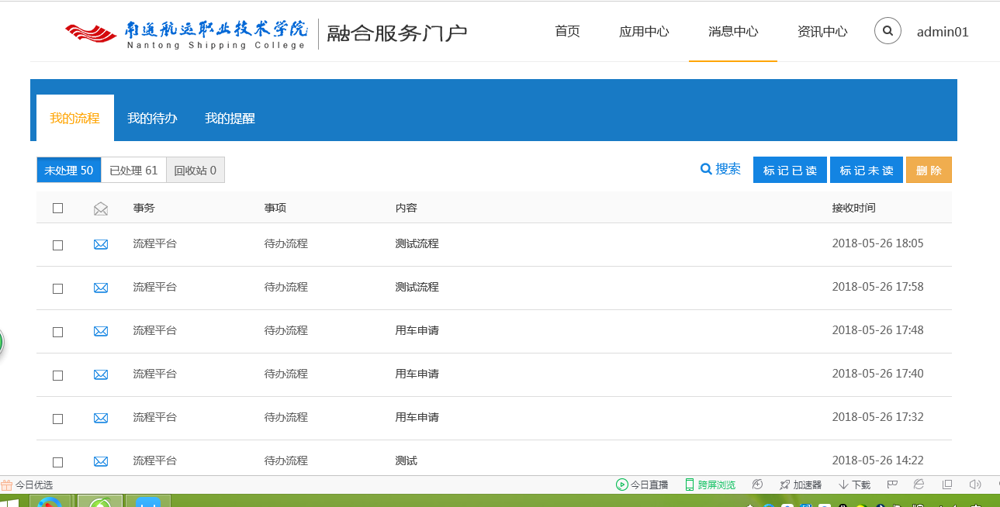 南通航运职业技术学院 融合服务门户 首页 应用中心 消息中心 资讯中心 admin01
Nantong Shipping College
我的流程 我的待办 我的提醒
未处理 50 已处理 61 回收站 0 搜索 标记已读 标记未读 删除
事务 事项 内容 接收时间
流程平台 待办流程 测试流程 2018-05-26 18:05
流程平台 待办流程 测试流程 2018-05-26 17:58
流程平台 待办流程 用车申请 2018-05-26 17:48
流程平台 待办流程 用车申请 2018-05-26 17:40
流程平台 待办流程 用车申请 2018-05-26 17:32
流程平台 待办流程 测试 2018-05-26 14:22
今日优选 今日直播 跨屏浏览 加速器 下载